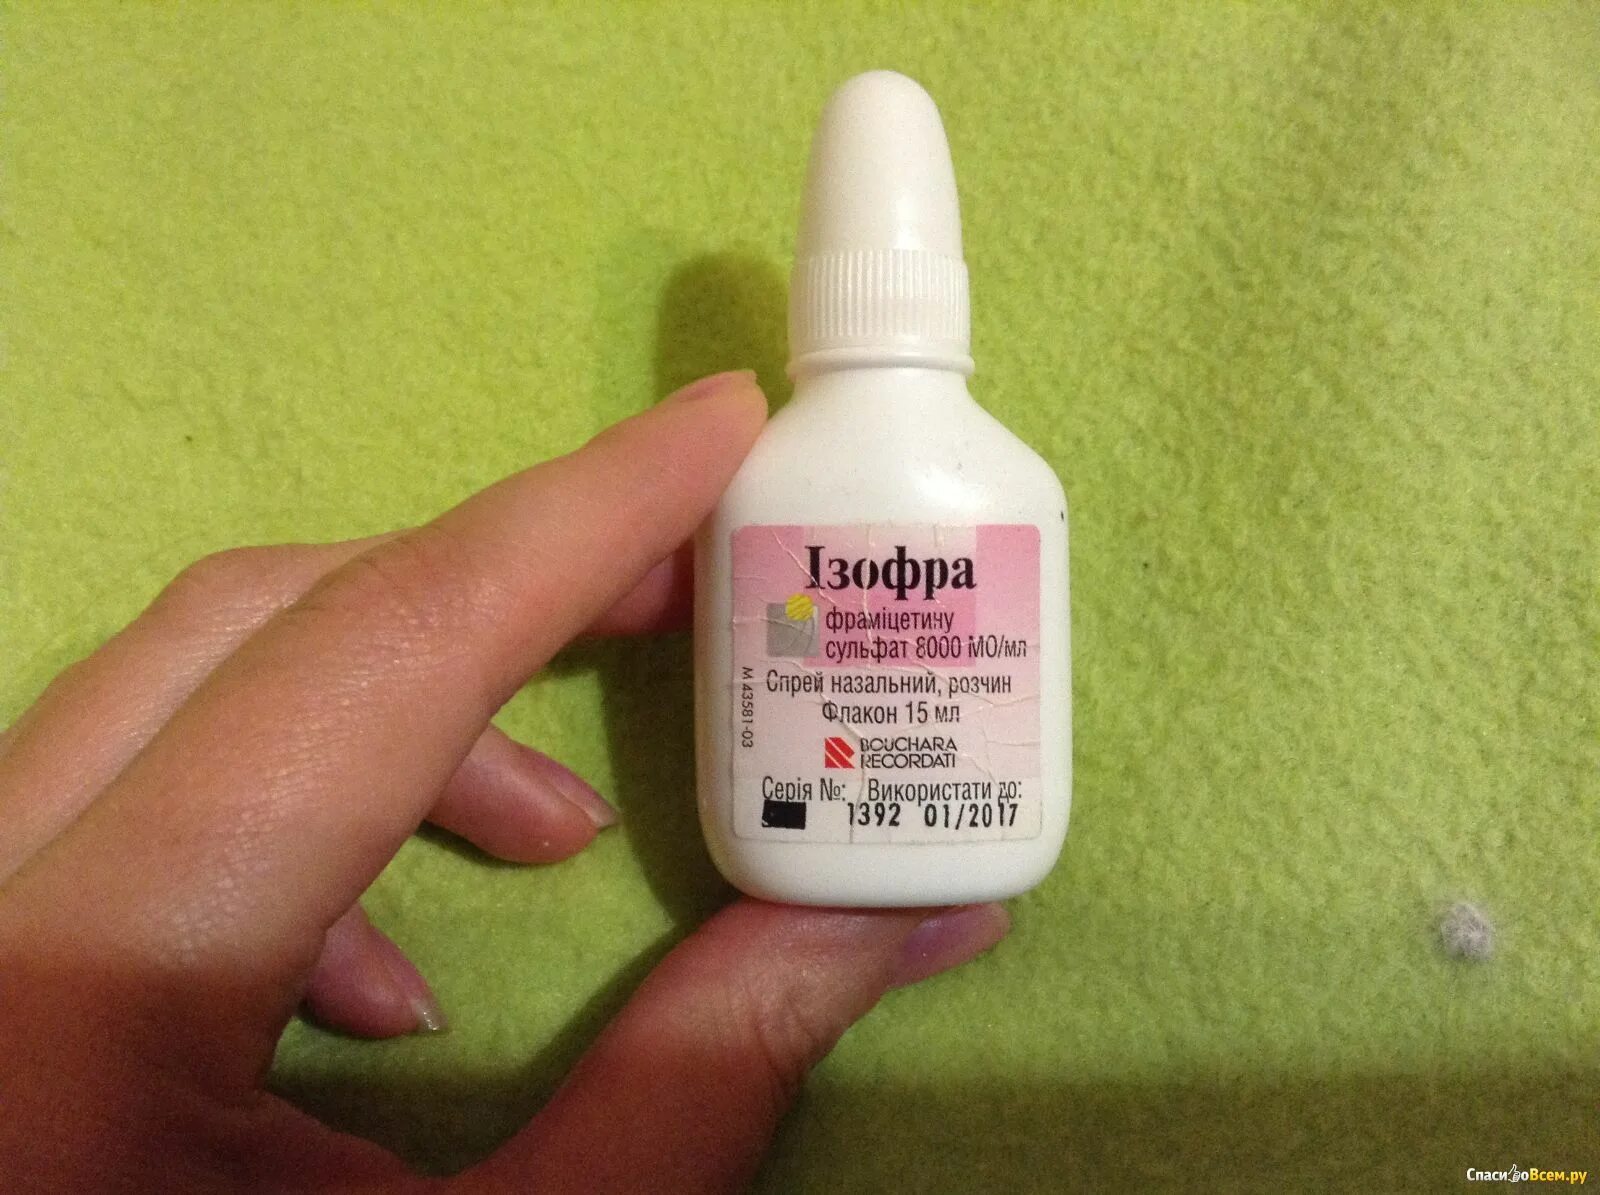 Ізофра
фраміцетину
сульфат 8000 МО/мл
Спрей назальний, розчин
Флакон 15 мл
BOUCHARA
RECORDATI
Серія №: Використати до:
1392 01/2017
M 43581-03
СпасибоВсем.ру